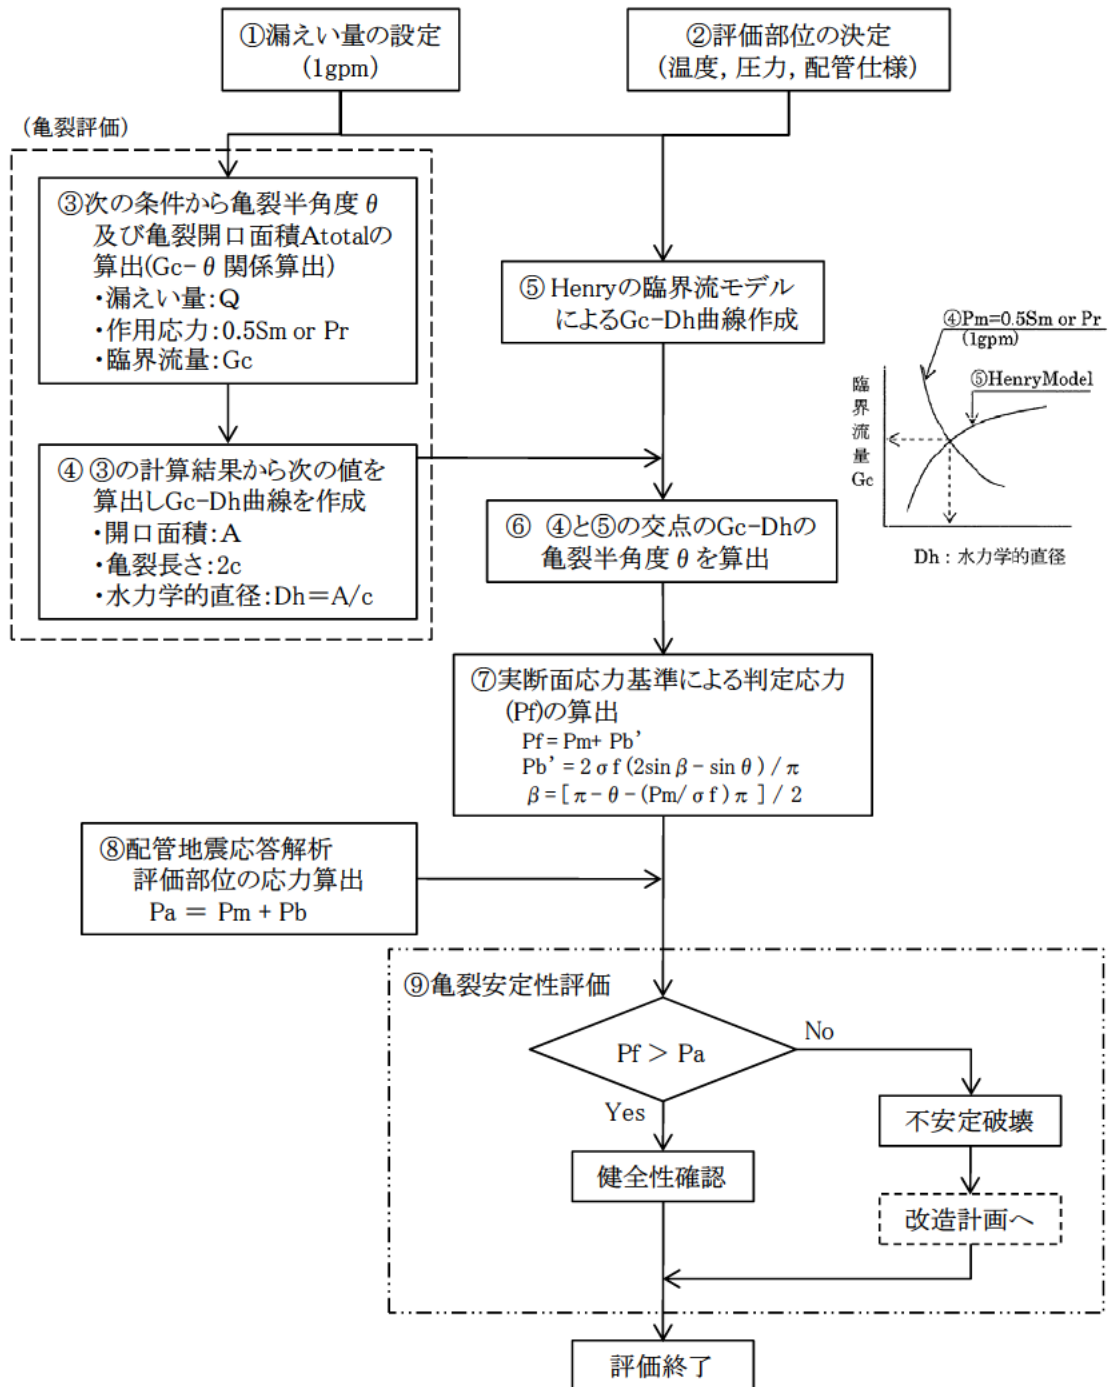 ①漏えい量の設定
(1gpm)
②評価部位の決定
(温度, 圧力, 配管仕様)
(亀裂評価)
③次の条件から亀裂半角度θ
及び亀裂開口面積Atotalの
算出(Gc-θ関係算出)
・漏えい量:Q
・作用応力:0.5Sm or Pr
・臨界流量:Gc
⑤Henryの臨界流モデル
によるGc-Dh曲線作成
④Pm=0.5Sm or Pr
(1gpm)
⑤HenryModel
臨界流量Gc
Dh:水力学的直径
④ ③の計算結果から次の値を
算出しGc-Dh曲線を作成
・開口面積:A
・亀裂長さ:2c
・水力学的直径:Dh=A/c
⑥ ④と⑤の交点のGc-Dhの
亀裂半角度θを算出
⑦実断面応力基準による判定応力
(Pf)の算出
Pf = Pm+ Pb'
Pb' = 2σf (2sinβ- sinθ) / π
β= [ π-θ- (Pm/σf ) π ] / 2
⑧配管地震応答解析
評価部位の応力算出
Pa = Pm + Pb
⑨亀裂安定性評価
Pf > Pa
No
Yes
不安定破壊
健全性確認
改造計画へ
評価終了